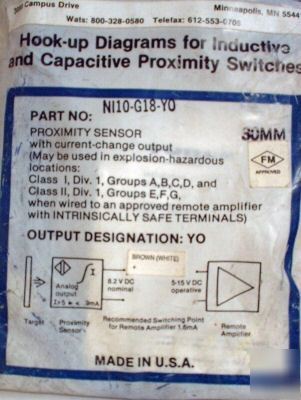 Campus Drive
Minneapolis, MN 5544
Wats: 800-328-0580 Telefax: 612-553-0708
Hook-up Diagrams for Inductive
and Capacitive Proximity Switches
NI10-G18-YO
PART NO:
30MM
PROXIMITY SENSOR
with current-change output
(May be used in explosion-hazardous
locations:
Class I, Div. 1, Groups A,B,C,D, and
Class II, Div. 1, Groups E,F,G,
when wired to an approved remote amplifier
with INTRINSICALLY SAFE TERMINALS)
FM
APPROVED
OUTPUT DESIGNATION: YO
BROWN (WHITE)
+
I
Analog
output
8.2 V DC
nominal
5-15 V DC
operative
Target
Proximity
Sensor
Recommended Switching Point
for Remote Amplifier 1.6mA
Remote
Amplifier
MADE IN U.S.A.